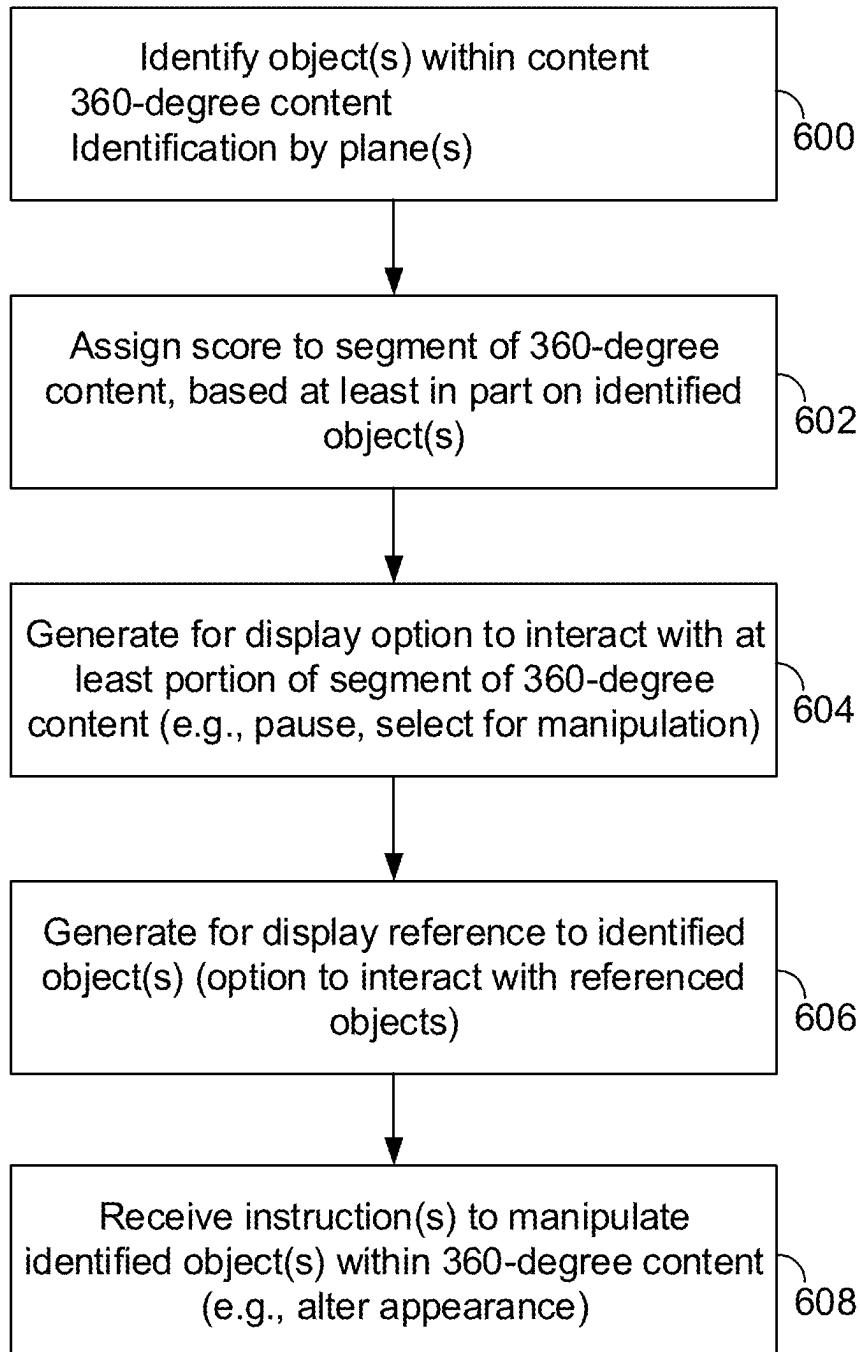 Identify object(s) within content
360-degree content
Identification by plane(s)
600
Assign score to segment of 360-degree
content, based at least in part on identified
object(s)
602
Generate for display option to interact with at
least portion of segment of 360-degree
content (e.g., pause, select for manipulation)
604
Generate for display reference to identified
object(s) (option to interact with referenced
objects)
606
Receive instruction(s) to manipulate
identified object(s) within 360-degree content
(e.g., alter appearance)
608